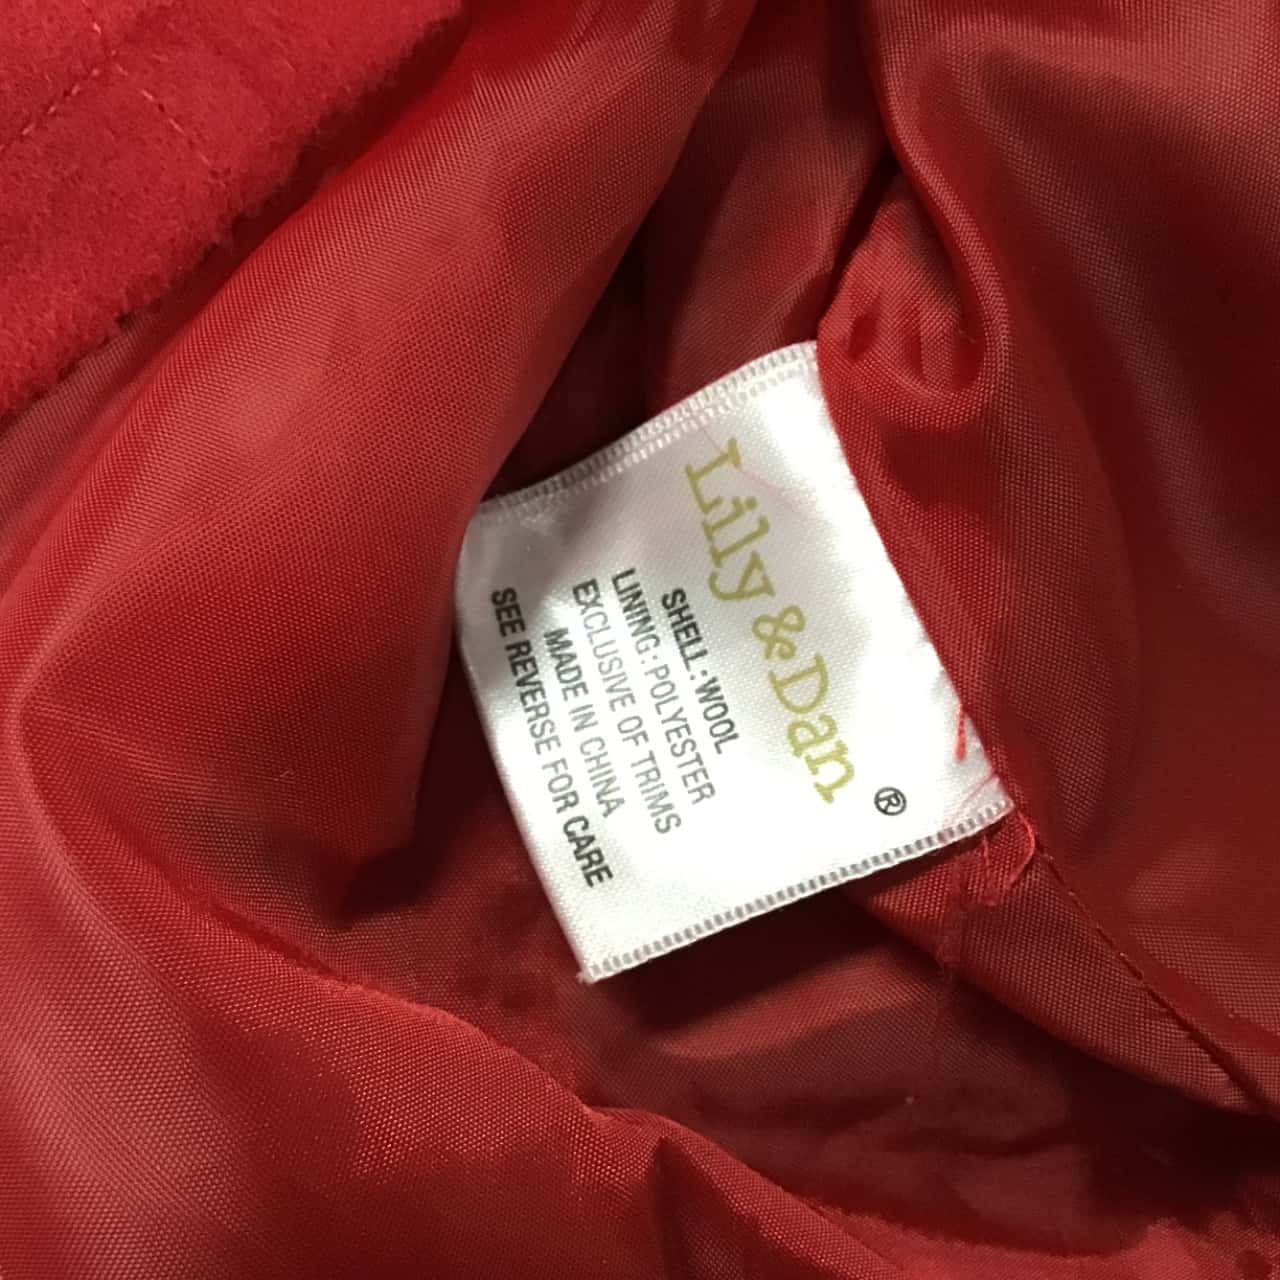 Lily & Dan ®
SHELL: WOOL
LINING: POLYESTER
EXCLUSIVE OF TRIMS
MADE IN CHINA
SEE REVERSE FOR CARE